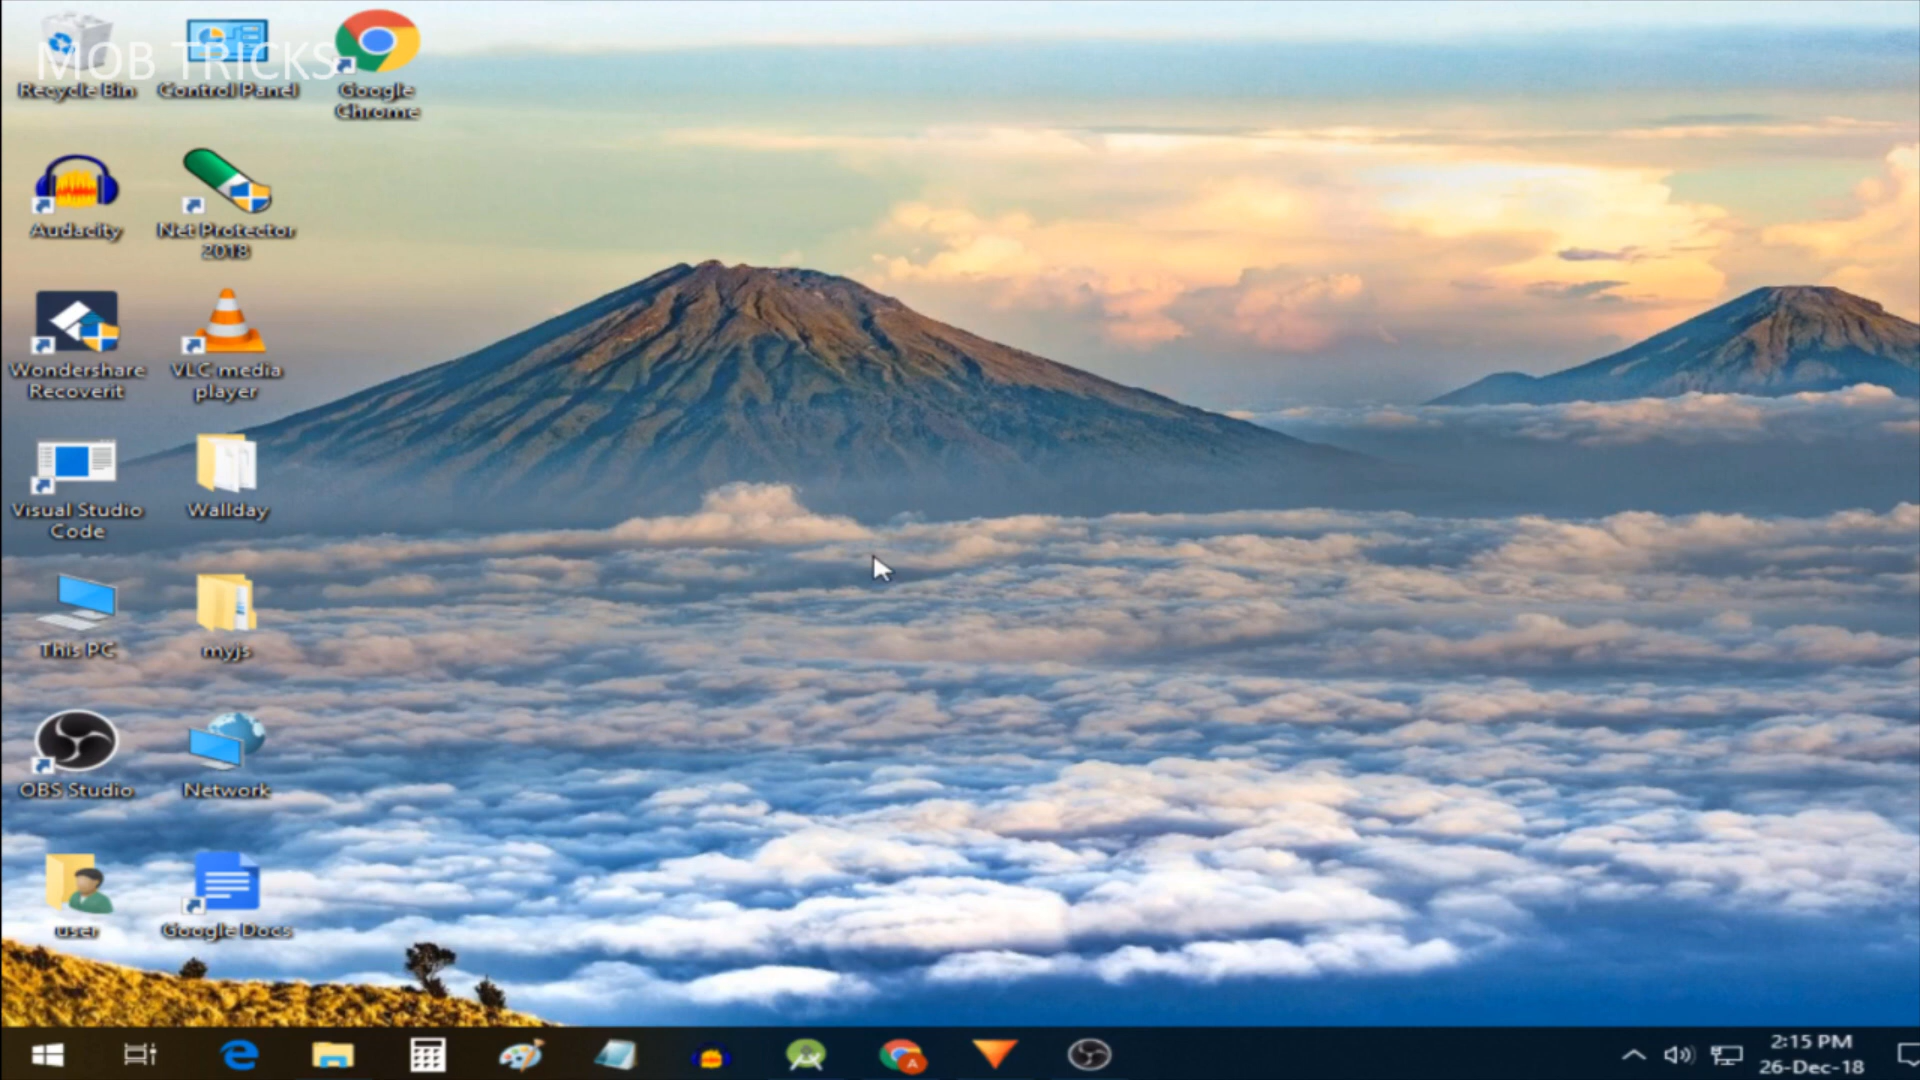 MOB TRICKS
Recycle Bin
Control Panel
Google
Chrome
Audacity
Net Protector
2018
Wondershare
Recoverit
VLC media
player
Visual Studio
Code
Wallday
This PC
myjs
OBS Studio
Network
user
Google Docs
A
2:15 PM
26-Dec-18